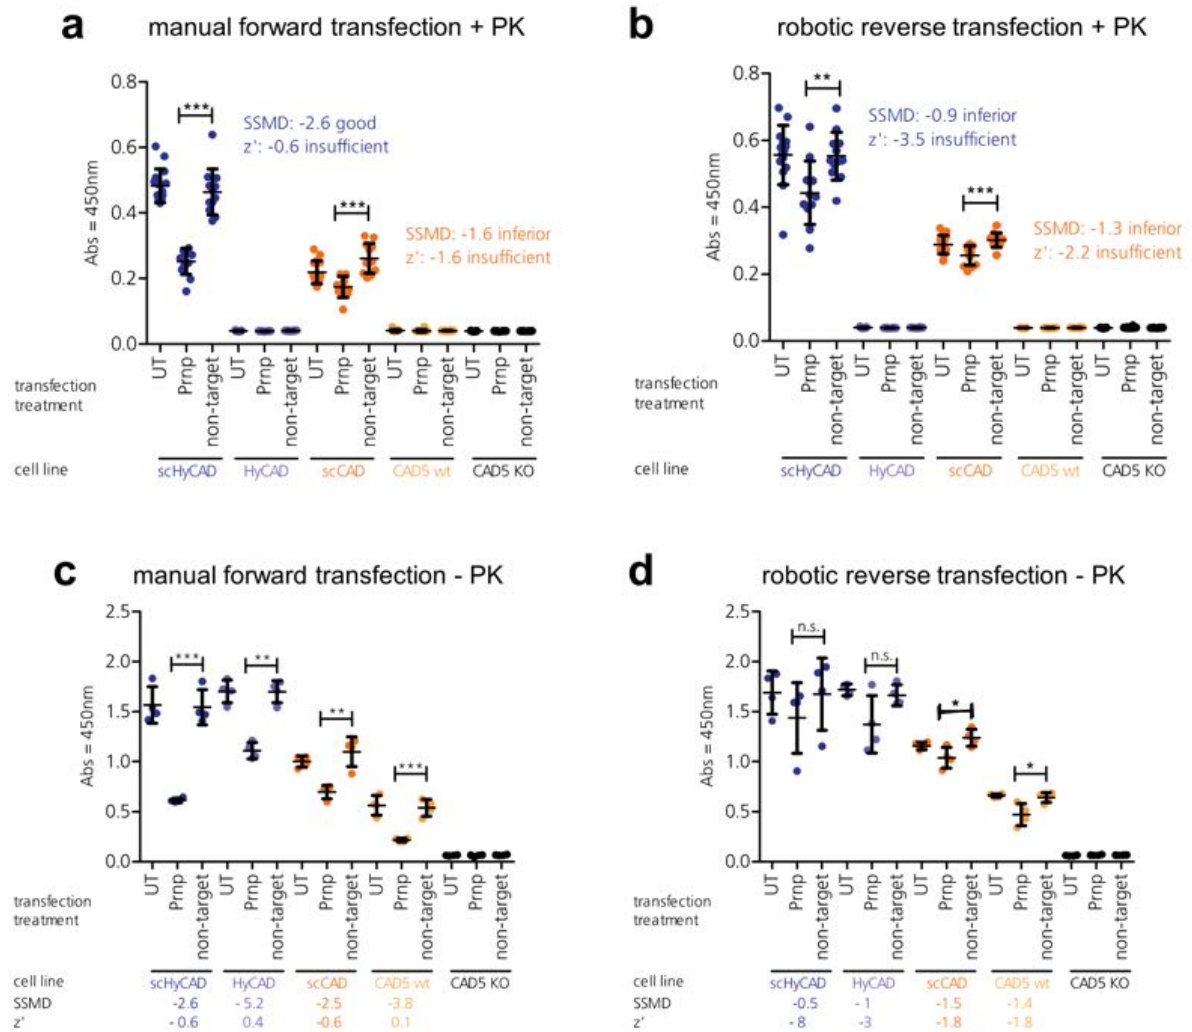 a manual forward transfection + PK
*** 
SSMD: -2.6 good
z': -0.6 insufficient
***
SSMD: -1.6 inferior
z': -1.6 insufficient
Abs = 450nm
0.8
0.6
0.4
0.2
0.0
UT Prnp non-target UT Prnp non-target UT Prnp non-target UT Prnp non-target UT Prnp non-target
transfection
treatment
cell line scHyCAD HyCAD scCAD CAD5 wt CAD5 KO
b robotic reverse transfection + PK
**
SSMD: -0.9 inferior
z': -3.5 insufficient
***
SSMD: -1.3 inferior
z': -2.2 insufficient
Abs = 450nm
0.8
0.6
0.4
0.2
0.0
UT Prnp non-target UT Prnp non-target UT Prnp non-target UT Prnp non-target UT Prnp non-target
transfection
treatment
cell line scHyCAD HyCAD scCAD CAD5 wt CAD5 KO
c manual forward transfection - PK
*** ** ** ***
Abs = 450nm
2.5
2.0
1.5
1.0
0.5
0.0
UT Prnp non-target UT Prnp non-target UT Prnp non-target UT Prnp non-target UT Prnp non-target
transfection
treatment
cell line scHyCAD HyCAD scCAD CAD5 wt CAD5 KO
SSMD -2.6 - 5.2 -2.5 -3.8
z' - 0.6 0.4 -0.6 0.1
d robotic reverse transfection - PK
n.s. n.s. * *
Abs = 450nm
2.5
2.0
1.5
1.0
0.5
0.0
UT Prnp non-target UT Prnp non-target UT Prnp non-target UT Prnp non-target UT Prnp non-target
transfection
treatment
cell line scHyCAD HyCAD scCAD CAD5 wt CAD5 KO
SSMD -0.5 - 1 -1.5 -1.4
z' - 8 -3 -1.8 -1.8